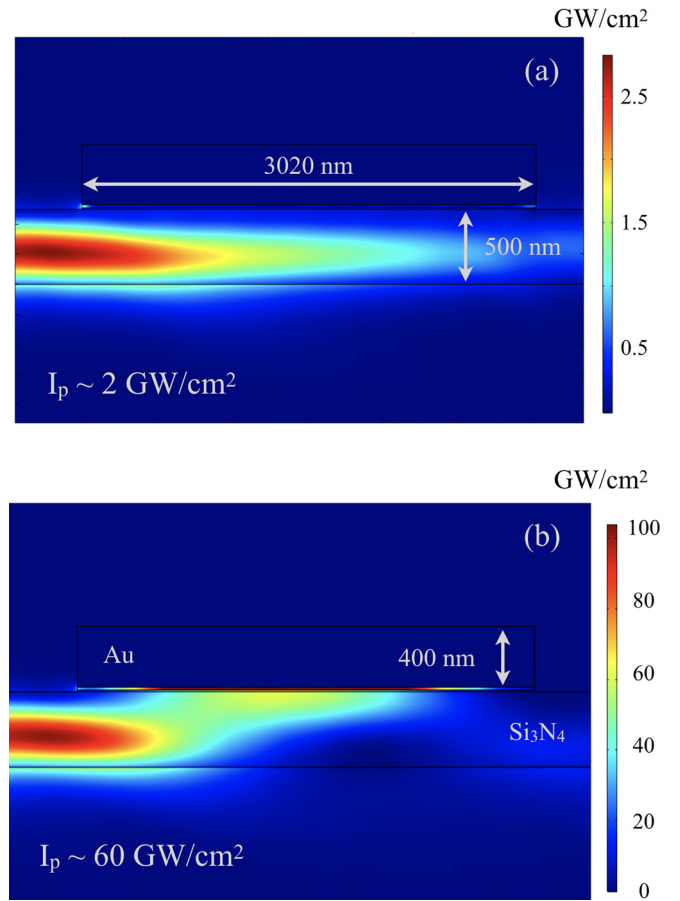 GW/cm²
(a)
2.5
3020 nm
1.5
500 nm
0.5
Iₚ ~ 2 GW/cm²
GW/cm²
100
(b)
80
Au
400 nm
60
Si₃N₄
40
20
Iₚ ~ 60 GW/cm²
0